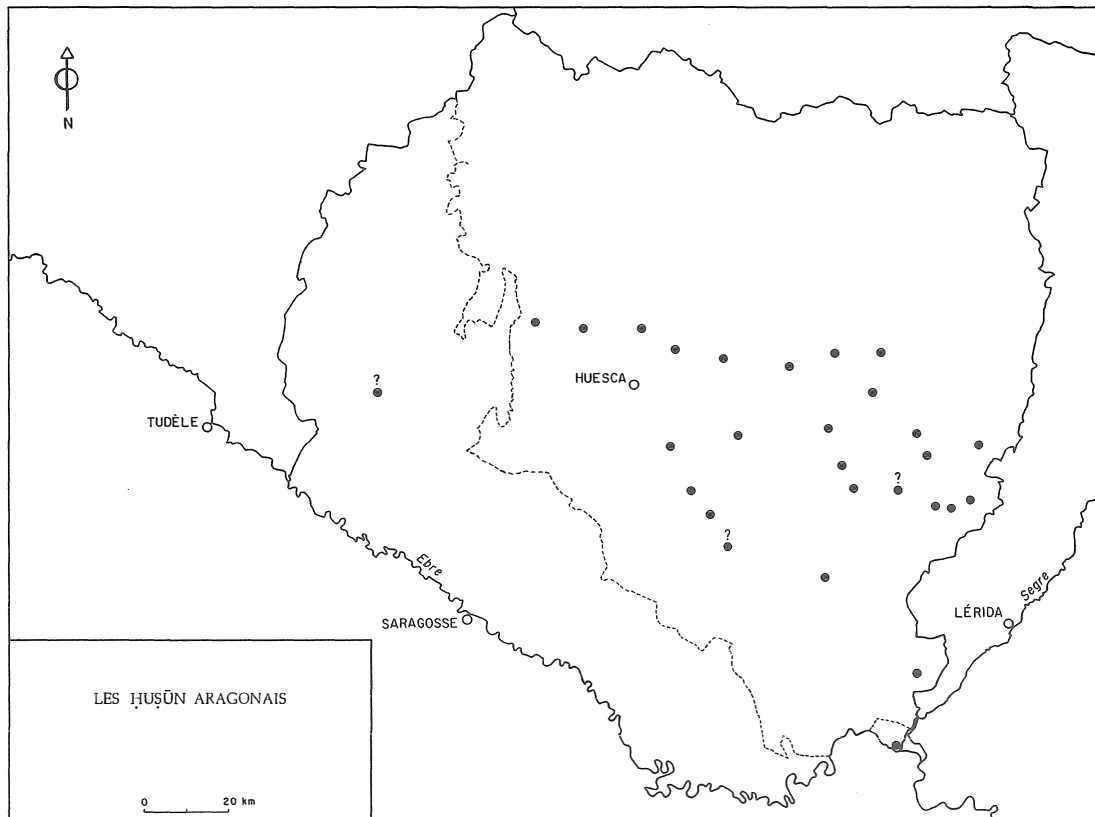 N
?
TUDÈLE
HUESCA
?
?
Ebre
SARAGOSSE
Segre
LÉRIDA
LES ḤUṢŪN ARAGONAIS
0 20 km